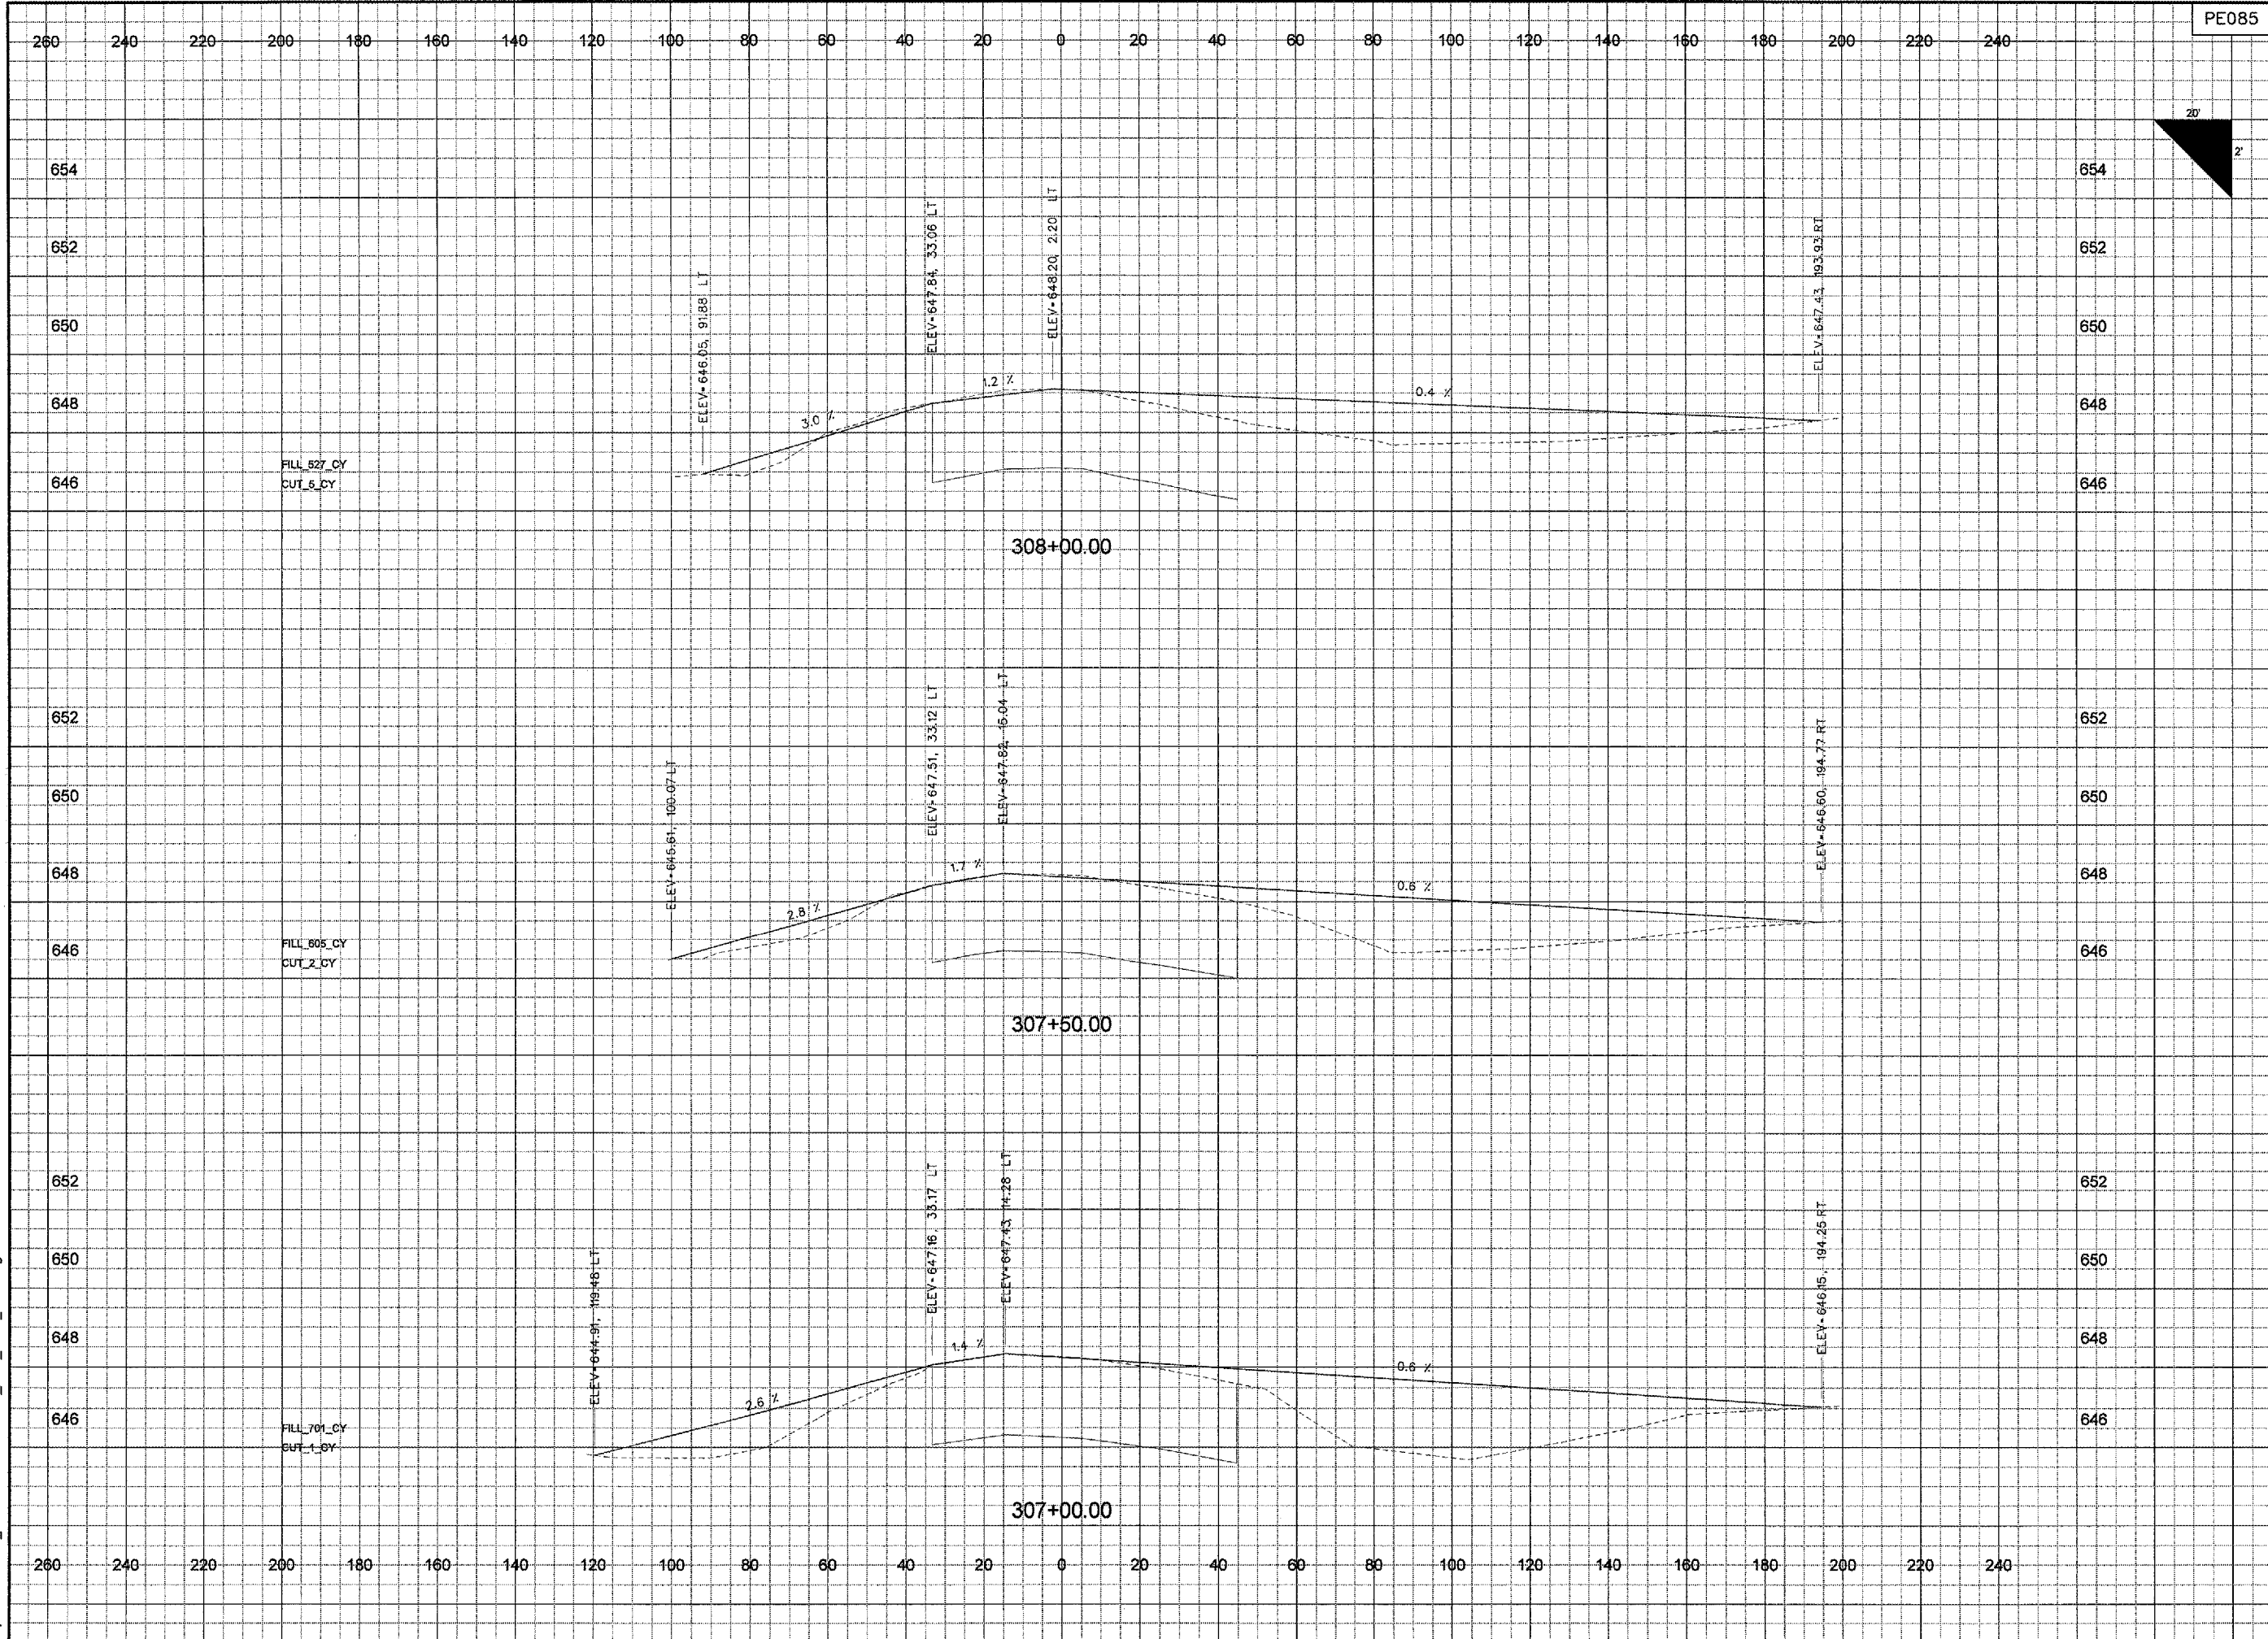 PE085
260 240 220 200 180 160 140 120 100 80 60 40 20 0 20 40 60 80 100 120 140 160 180 200 220 240
20'
2'
654 654
652 652
650 650
648 648
646 646
ELEV=646.05, 91.88 LT
ELEV=647.84, 33.06 LT
ELEV=648.20, 2.20 LT
ELEV=647.43, 193.93 RT
3.0 %
1.2 %
0.4 %
FILL_527_CY
CUT_5_CY
308+00.00
652 652
650 650
648 648
646 646
ELEV=645.61, 100.07 LT
ELEV=647.51, 33.12 LT
ELEV=647.82, 15.04 LT
ELEV=646.60, 194.77 RT
2.8 %
1.7 %
0.6 %
FILL_605_CY
CUT_2_CY
307+50.00
652 652
650 650
648 648
646 646
ELEV=644.91, 119.48 LT
ELEV=647.16, 33.17 LT
ELEV=647.43, 14.28 LT
ELEV=646.15, 194.25 RT
2.6 %
1.4 %
0.6 %
FILL_701_CY
CUT_1_CY
307+00.00
260 240 220 200 180 160 140 120 100 80 60 40 20 0 20 40 60 80 100 120 140 160 180 200 220 240